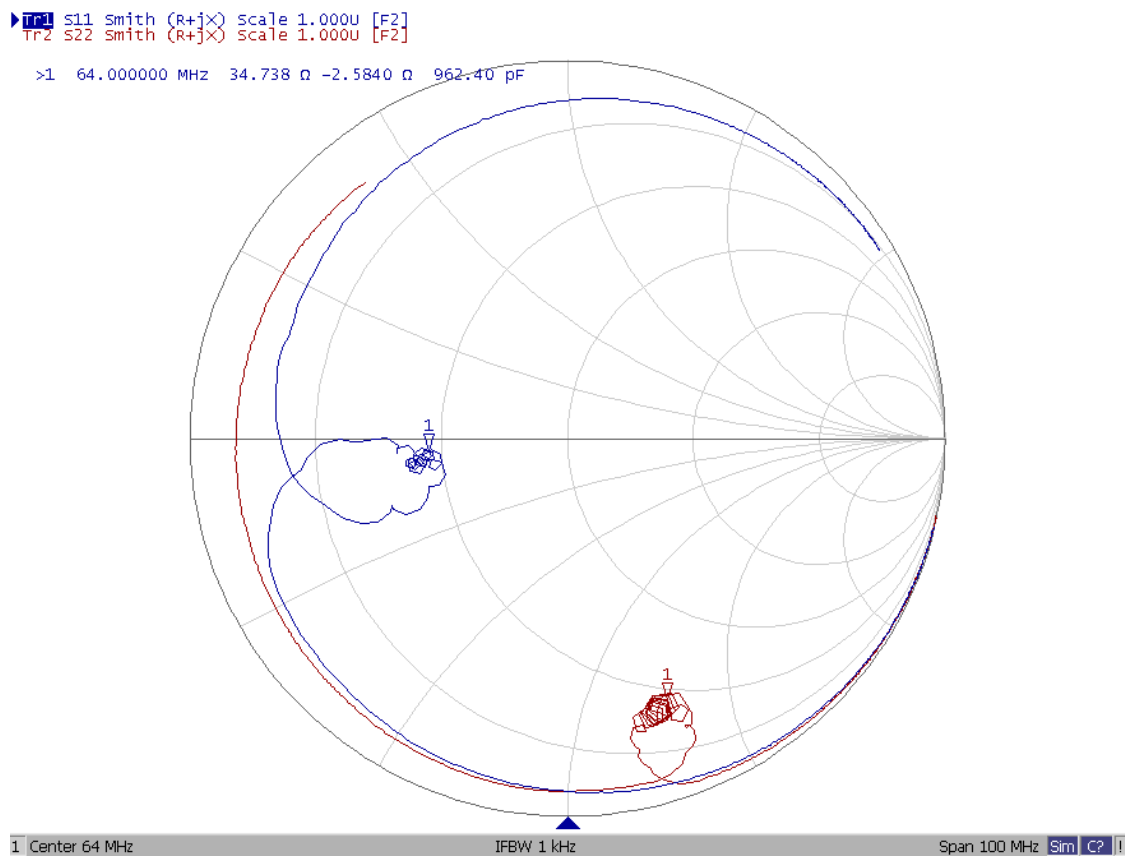 Tr1 S11 Smith (R+jX) Scale 1.000U [F2]
Tr2 S22 Smith (R+jX) Scale 1.000U [F2]
>1 64.000000 MHz 34.738 Ω -2.5840 Ω 962.40 pF
1
1
1 Center 64 MHz IFBW 1 kHz Span 100 MHz Sim C? !